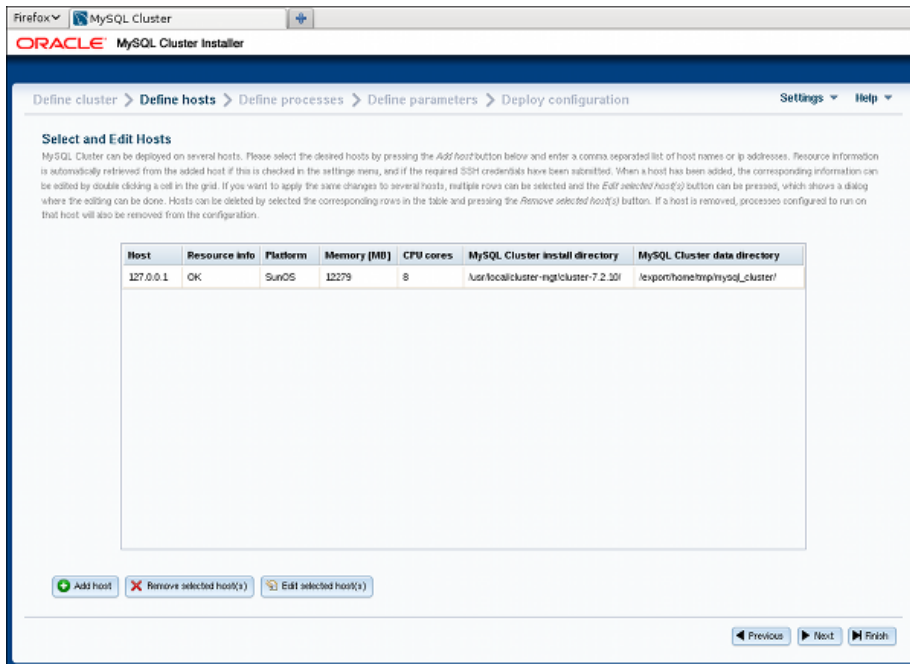 Firefox MySQL Cluster
ORACLE MySQL Cluster Installer
Define cluster Define hosts Define processes Define parameters Deploy configuration Settings Help
Select and Edit Hosts
MySQL Cluster can be deployed on several hosts. Please select the desired hosts by pressing the Add host button below and enter a comma separated list of host names or ip addresses. Resource information
is automatically retrieved from the added host if this is checked in the settings menu, and if the required SSH credentials have been submitted. When a host has been added, the corresponding information can
be edited by double clicking a cell in the grid. If you want to apply the same changes to several hosts, multiple rows can be selected and the Edit selected host(s) button can be pressed, which shows a dialog
where the editing can be done. Hosts can be deleted by selected the corresponding rows in the table and pressing the Remove selected host(s) button. If a host is removed, processes configured to run on
that host will also be removed from the configuration.
Host Resource info Platform Memory [MB] CPU cores MySQL Cluster install directory MySQL Cluster data directory
127.0.0.1 OK SunOS 12279 8 /usr/local/cluster-mgt/cluster-7.2.10/ /export/home/tmp/mysql_cluster/
Add host Remove selected host(s) Edit selected host(s)
Previous Next Finish